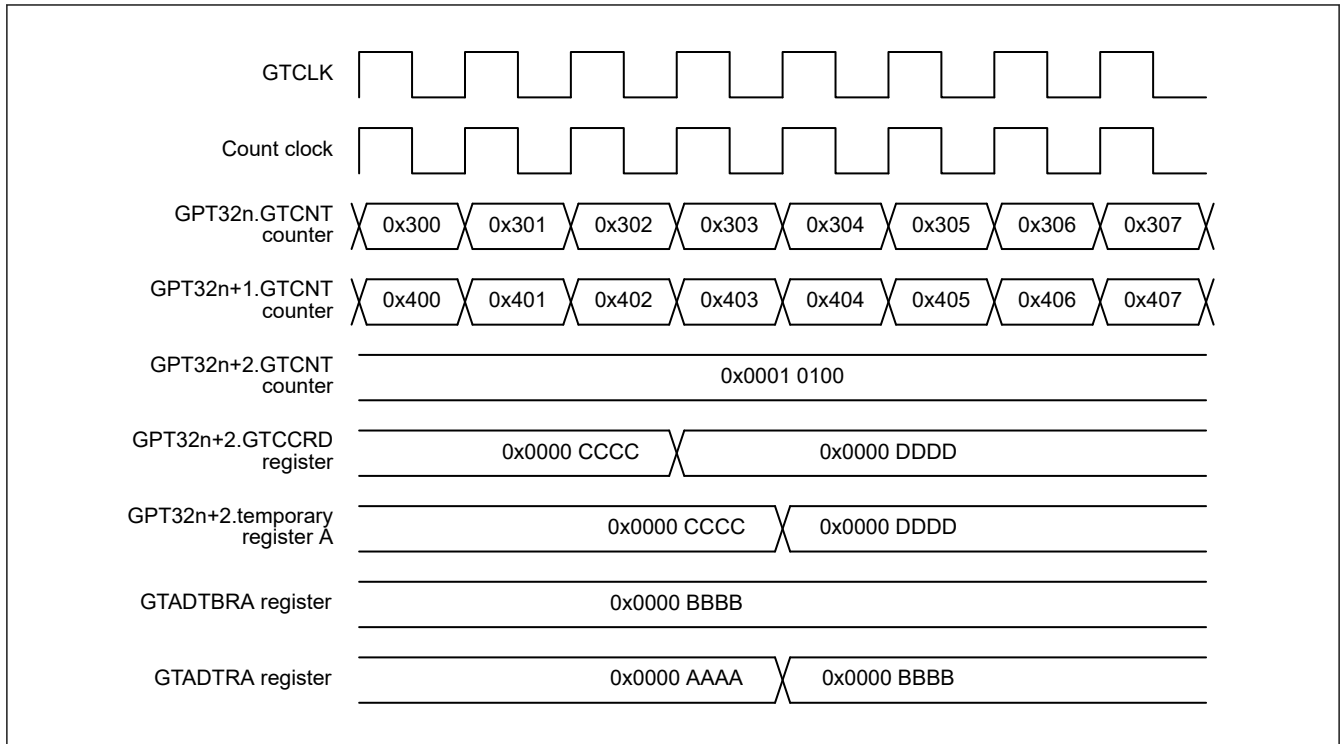 GTCLK
Count clock
GPT32n.GTCNT
counter
0x300 0x301 0x302 0x303 0x304 0x305 0x306 0x307
GPT32n+1.GTCNT
counter
0x400 0x401 0x402 0x403 0x404 0x405 0x406 0x407
GPT32n+2.GTCNT
counter
0x0001 0100
GPT32n+2.GTCCRD
register
0x0000 CCCC 0x0000 DDDD
GPT32n+2.temporary
register A
0x0000 CCCC 0x0000 DDDD
GTADTBRA register 0x0000 BBBB
GTADTRA register 0x0000 AAAA 0x0000 BBBB